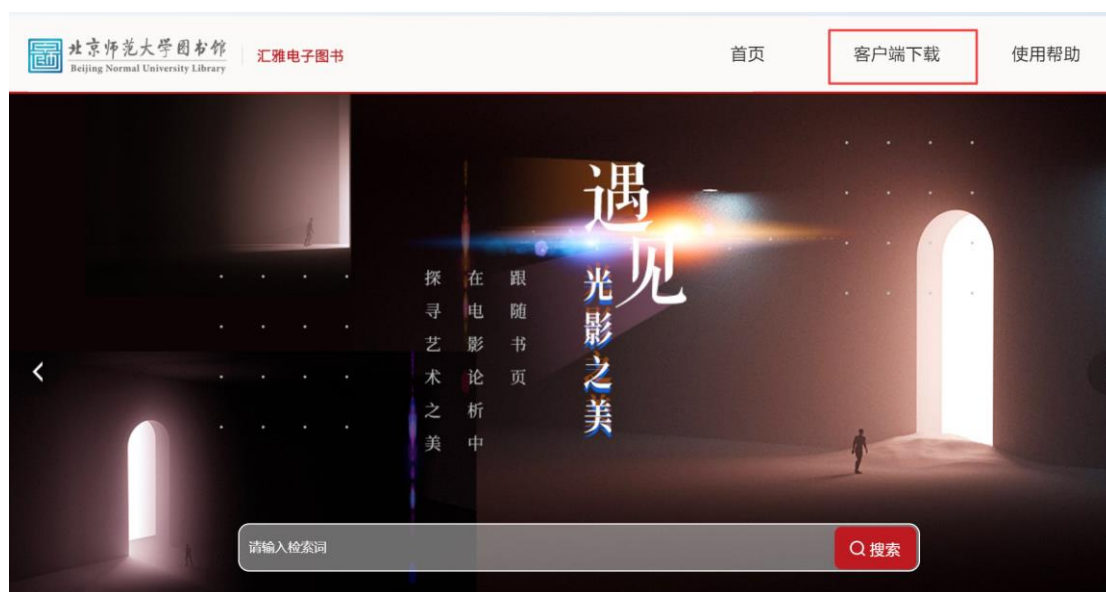 北京师范大学图书馆
Beijing Normal University Library
汇雅电子图书
首页
客户端下载
使用帮助
遇见
光影之美
跟随书页
在电影论析中
探寻艺术之美
请输入检索词
搜索